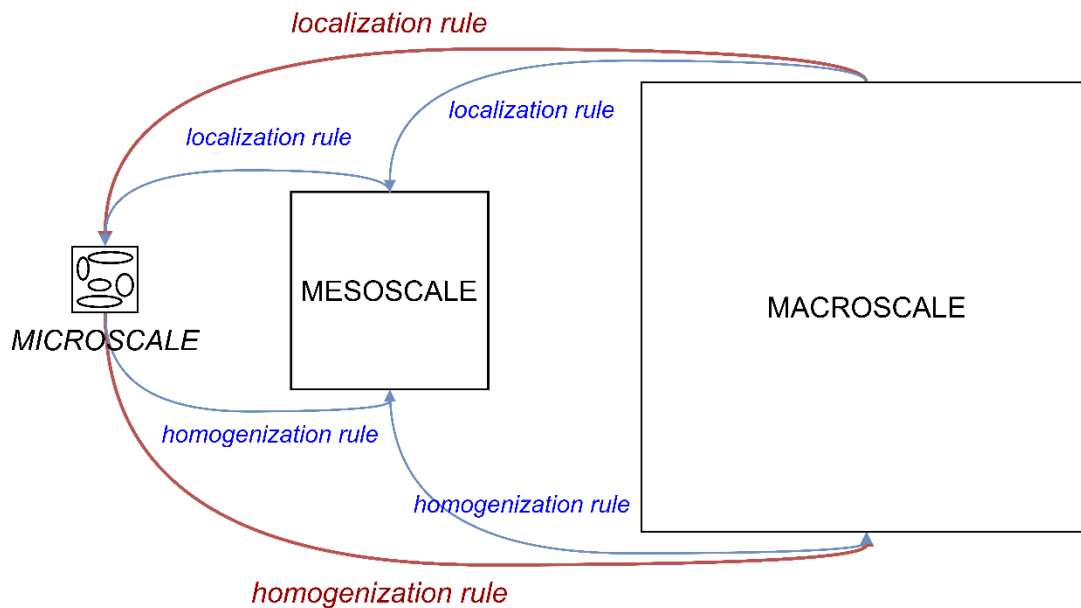 localization rule
localization rule
localization rule
MESOSCALE
MACROSCALE
MICROSCALE
homogenization rule
homogenization rule
homogenization rule